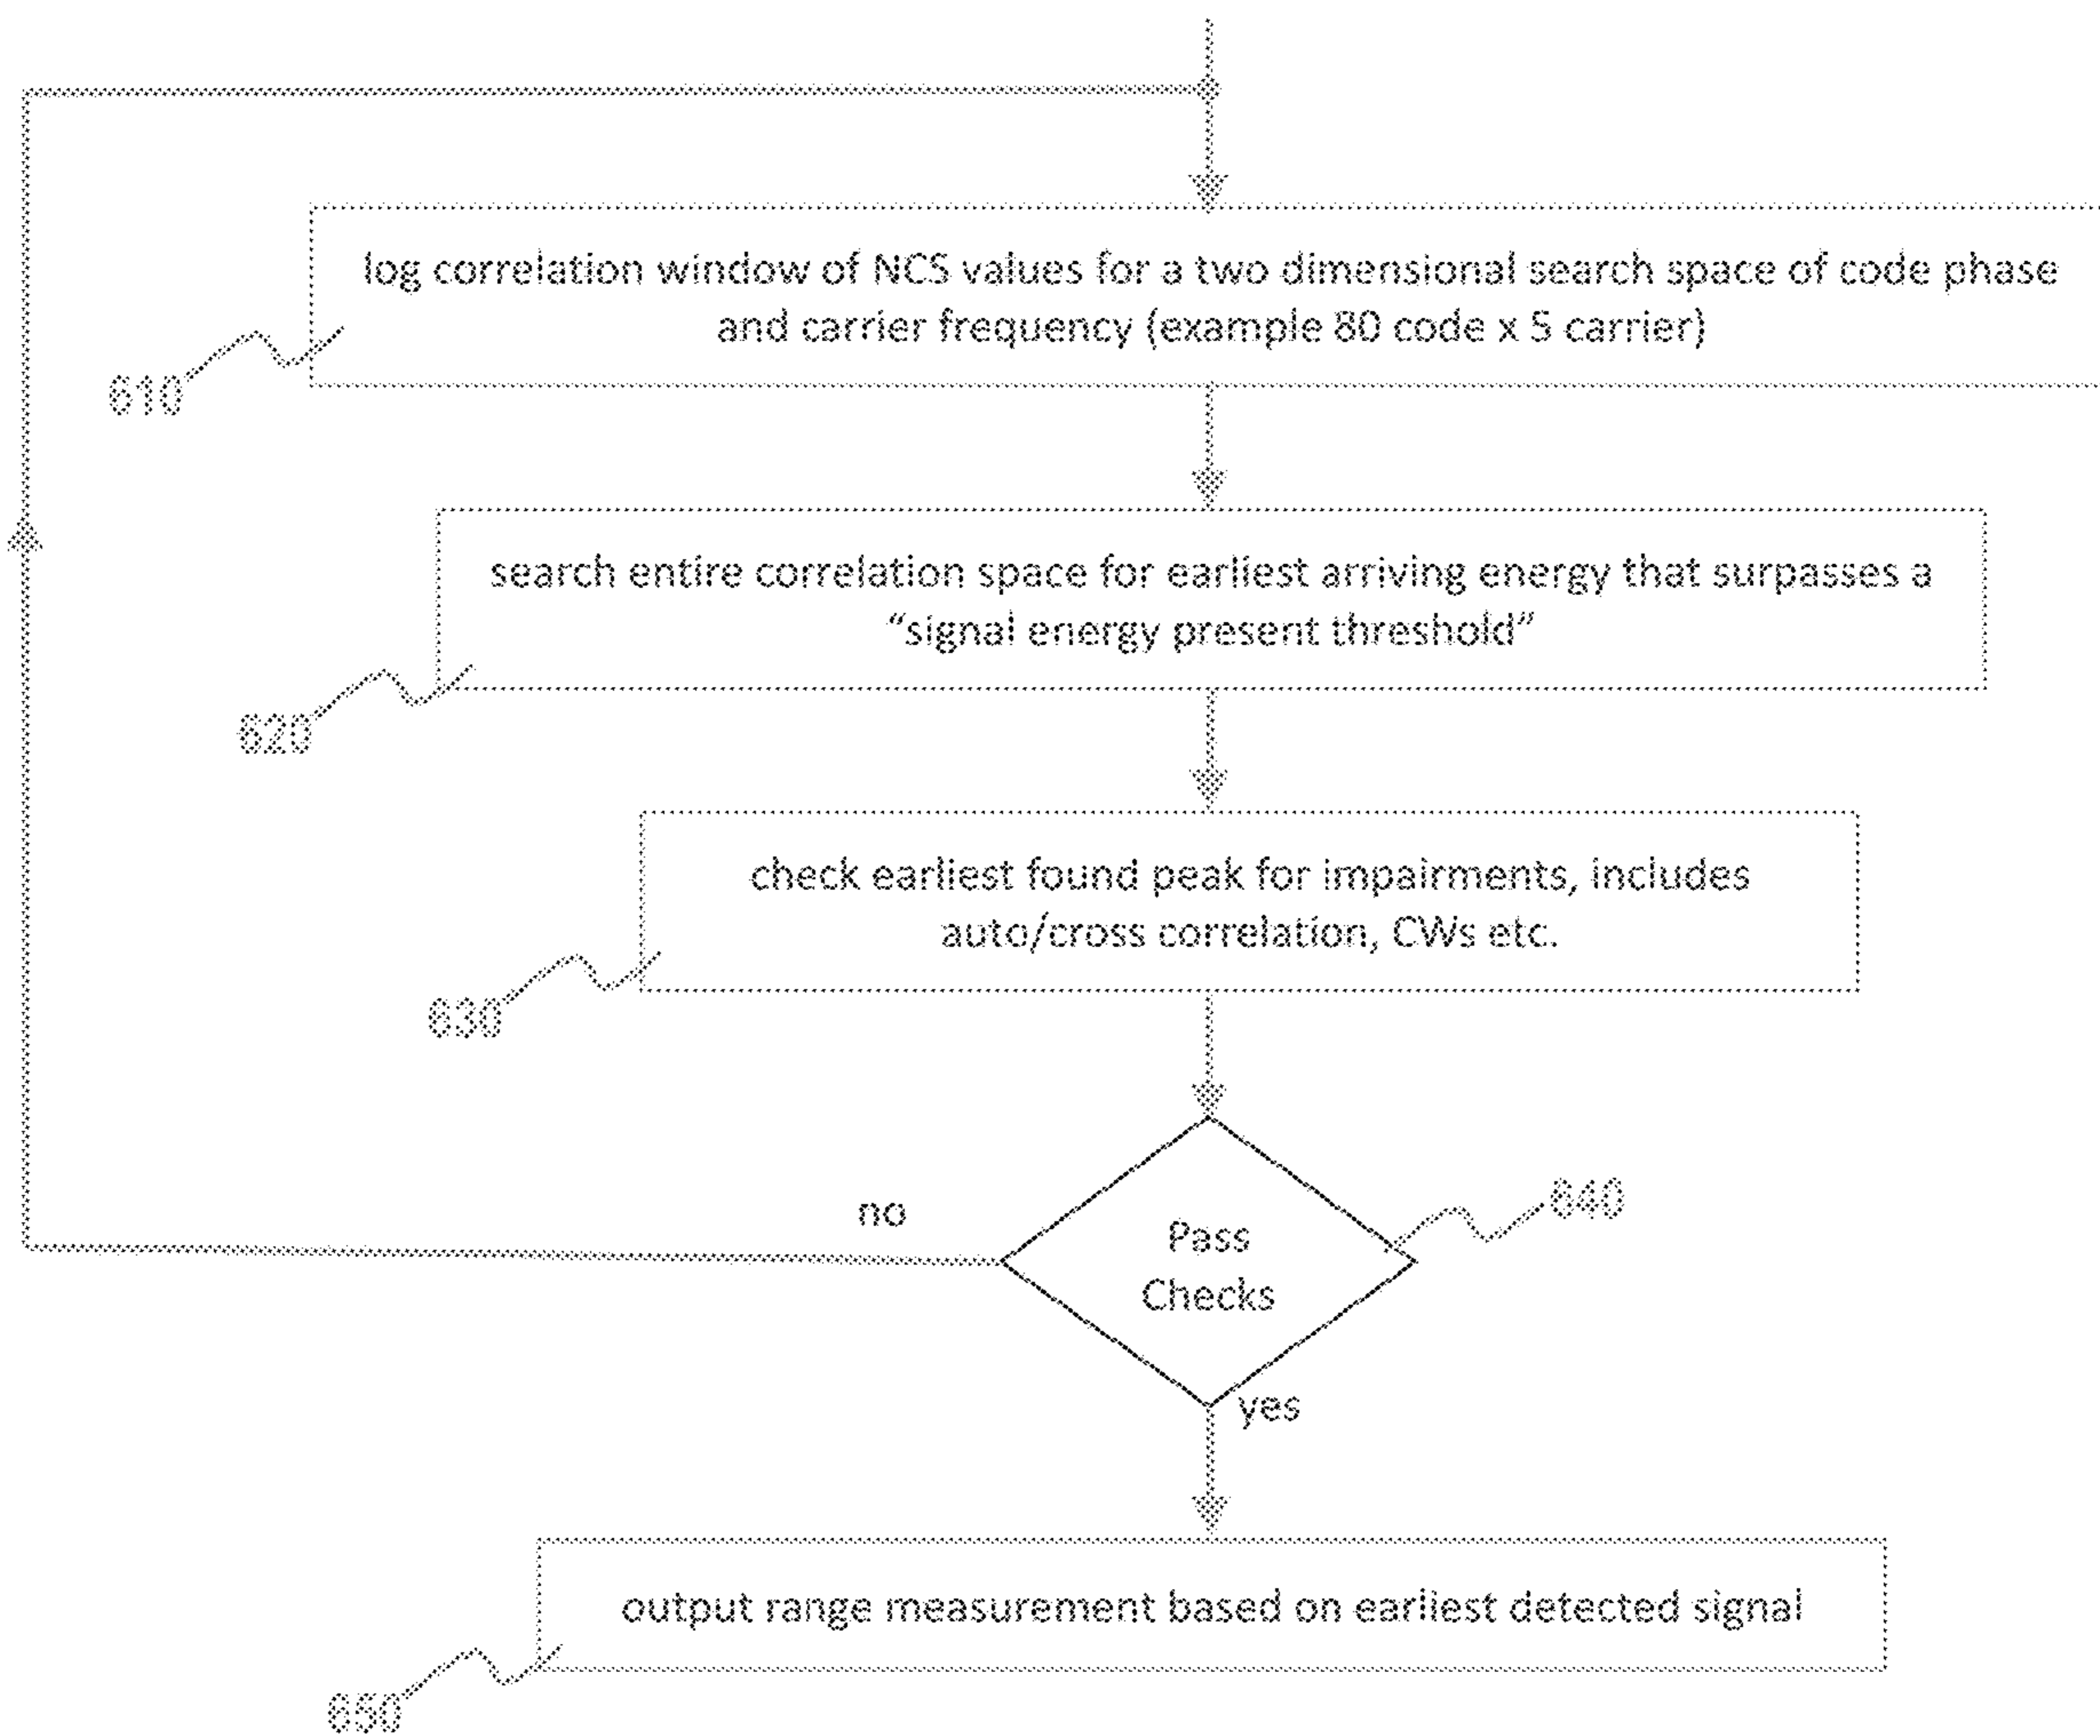 log correlation window of NCS values for a two dimensional search space of code phase
and carrier frequency (example 80 code x 5 carrier)
610
search entire correlation space for earliest arriving energy that surpasses a
“signal energy present threshold”
620
check earliest found peak for impairments, includes
auto/cross correlation, CWs etc.
630
no
Pass
Checks
640
yes
output range measurement based on earliest detected signal
650